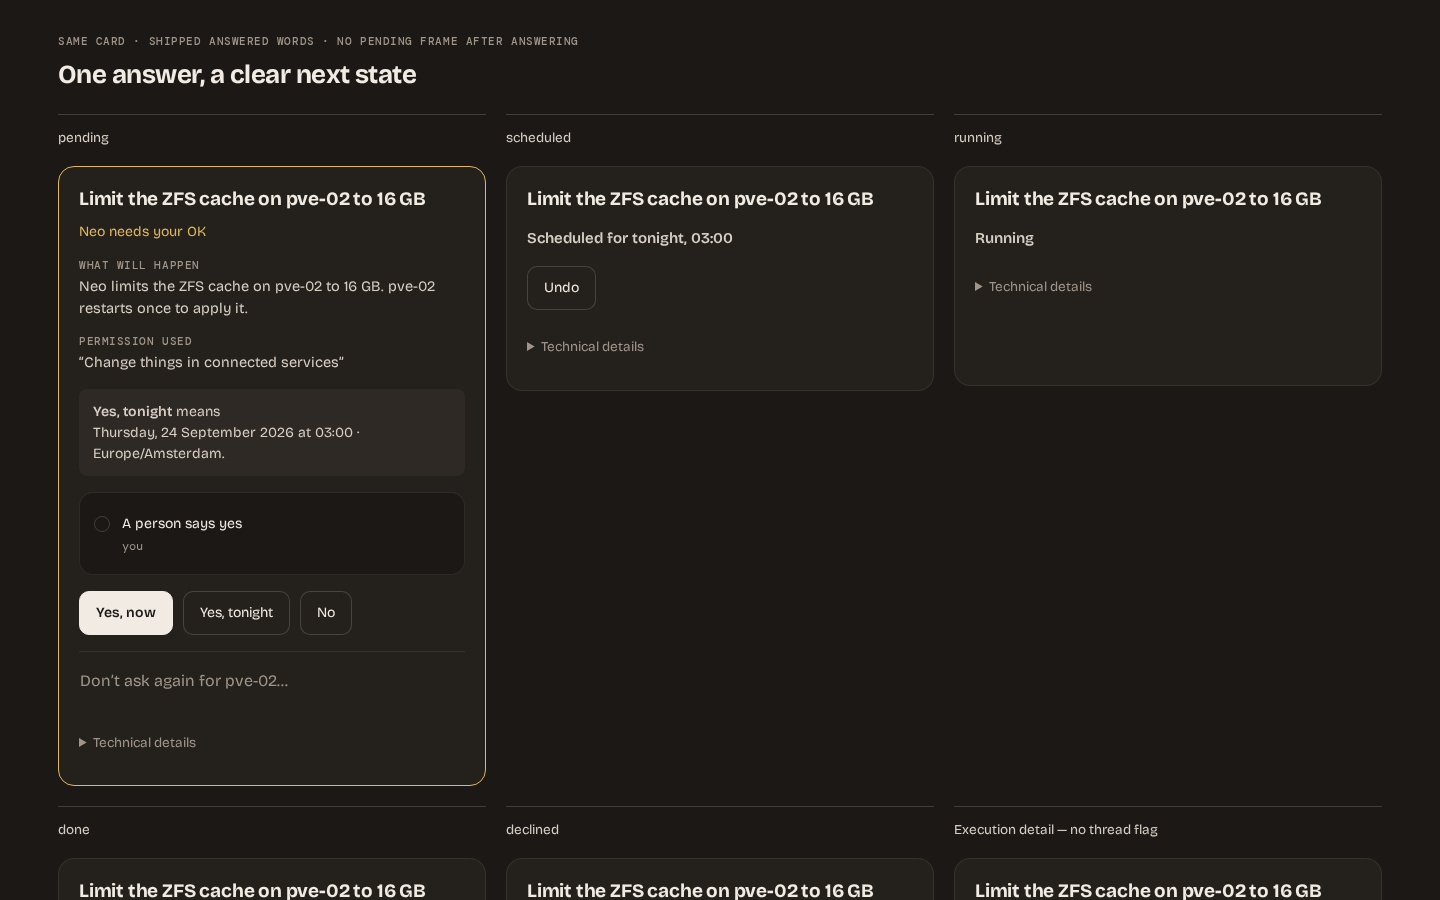 SAME CARD · SHIPPED ANSWERED WORDS · NO PENDING FRAME AFTER ANSWERING
One answer, a clear next state
pending
Limit the ZFS cache on pve-02 to 16 GB
Neo needs your OK
WHAT WILL HAPPEN
Neo limits the ZFS cache on pve-02 to 16 GB. pve-02
restarts once to apply it.
PERMISSION USED
“Change things in connected services”
Yes, tonight means
Thursday, 24 September 2026 at 03:00 ·
Europe/Amsterdam.
A person says yes
you
Yes, now
Yes, tonight
No
Don’t ask again for pve-02…
Technical details
scheduled
Limit the ZFS cache on pve-02 to 16 GB
Scheduled for tonight, 03:00
Undo
Technical details
running
Limit the ZFS cache on pve-02 to 16 GB
Running
Technical details
done
Limit the ZFS cache on pve-02 to 16 GB
declined
Limit the ZFS cache on pve-02 to 16 GB
Execution detail — no thread flag
Limit the ZFS cache on pve-02 to 16 GB